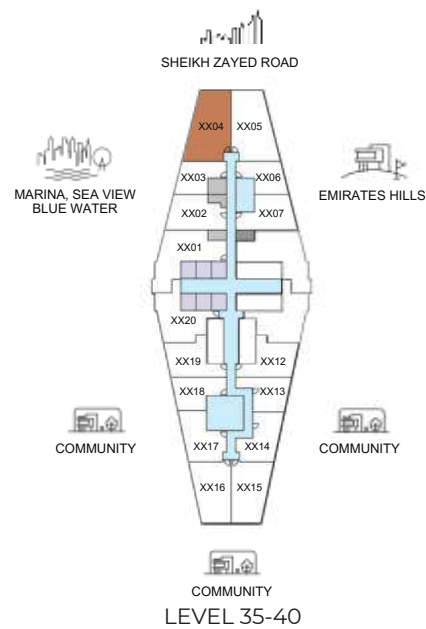 SHEIKH ZAYED ROAD
XX04 XX05
MARINA, SEA VIEW
BLUE WATER
EMIRATES HILLS
XX03 XX06
XX02 XX07
XX01
XX20
XX19 XX12
XX18 XX13
COMMUNITY
COMMUNITY
XX17 XX14
XX16 XX15
COMMUNITY
LEVEL 35-40